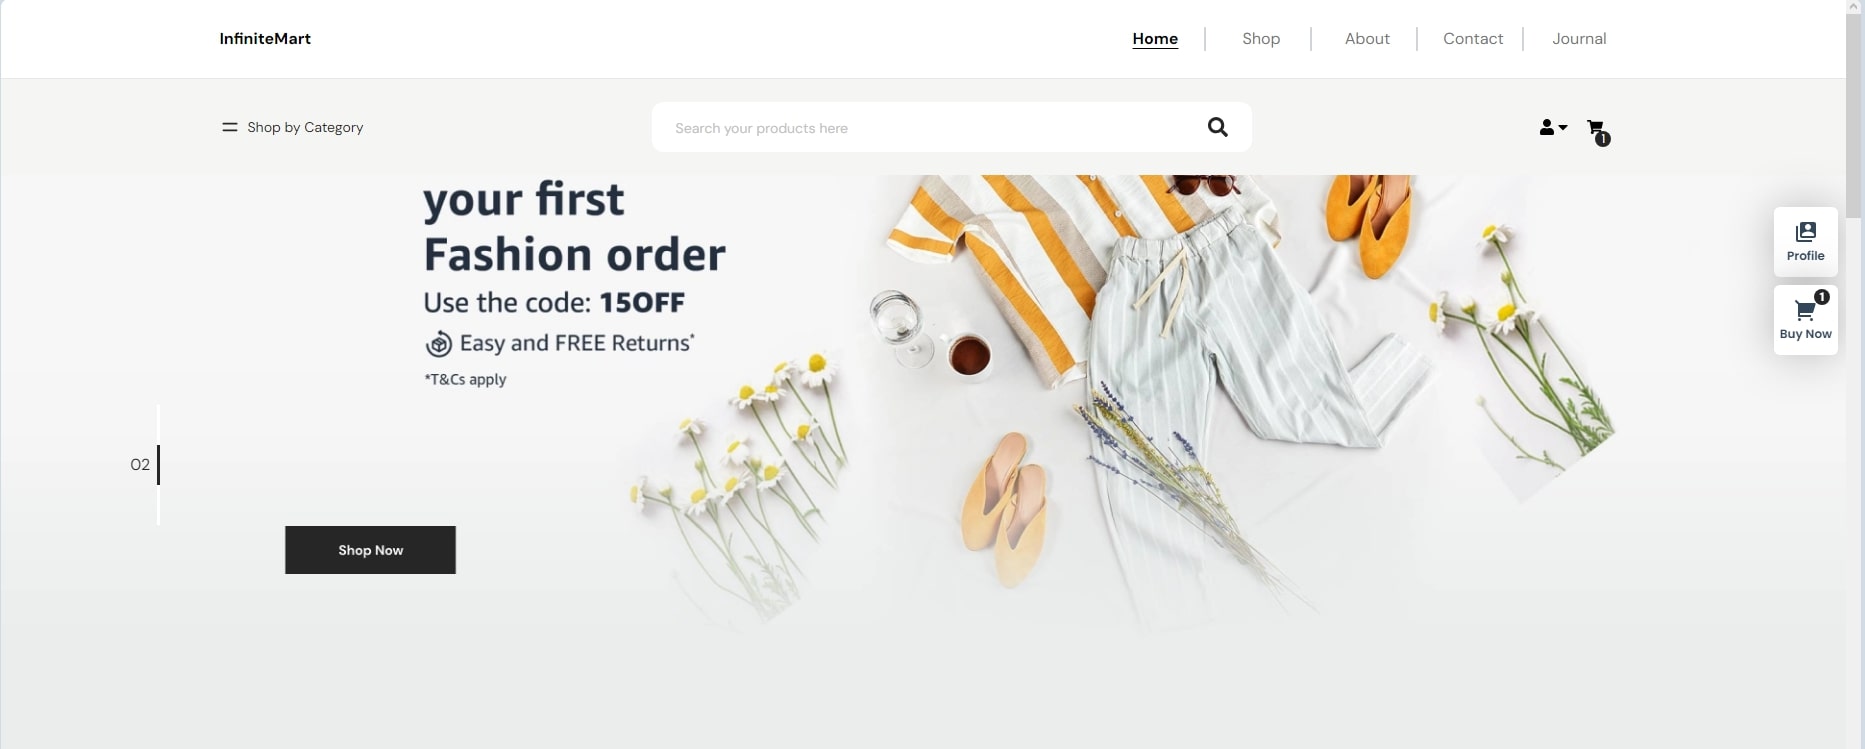 InfiniteMart
Home
Shop
About
Contact
Journal
Shop by Category
Search your products here
1
your first
Fashion order
Use the code: 15OFF
Easy and FREE Returns*
*T&Cs apply
Profile
1
Buy Now
02
Shop Now